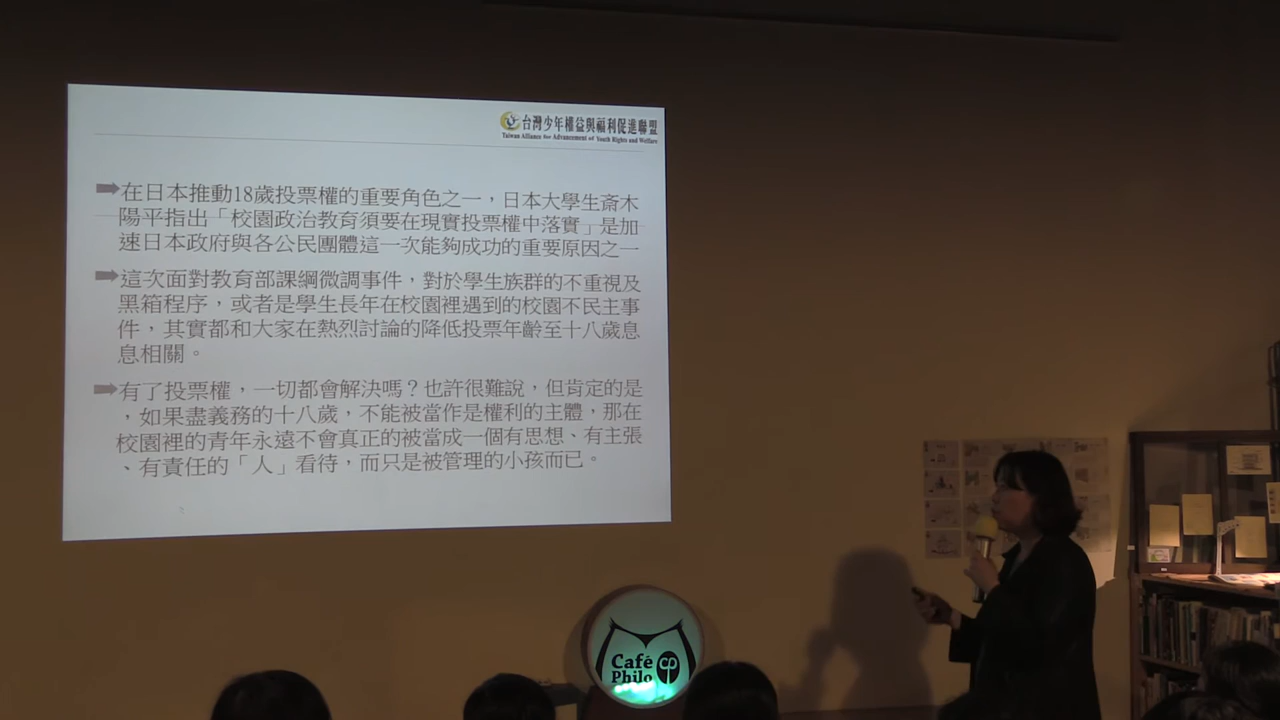 台灣少年權益與福利促進聯盟
Taiwan Alliance for Advancement of Youth Rights and Welfare
在日本推動18歲投票權的重要角色之一，日本大學生斎木
陽平指出「校園政治教育須要在現實投票權中落實」是加
速日本政府與各公民團體這一次能夠成功的重要原因之一
這次面對教育部課綱微調事件，對於學生族群的不重視及
黑箱程序，或者是學生長年在校園裡遇到的校園不民主事
件，其實都和大家在熱烈討論的降低投票年齡至十八歲息
息相關。
有了投票權，一切都會解決嗎？也許很難說，但肯定的是
，如果盡義務的十八歲，不能被當作是權利的主體，那在
校園裡的青年永遠不會真正的被當成一個有思想、有主張
、有責任的「人」看待，而只是被管理的小孩而已。
Café
Philo